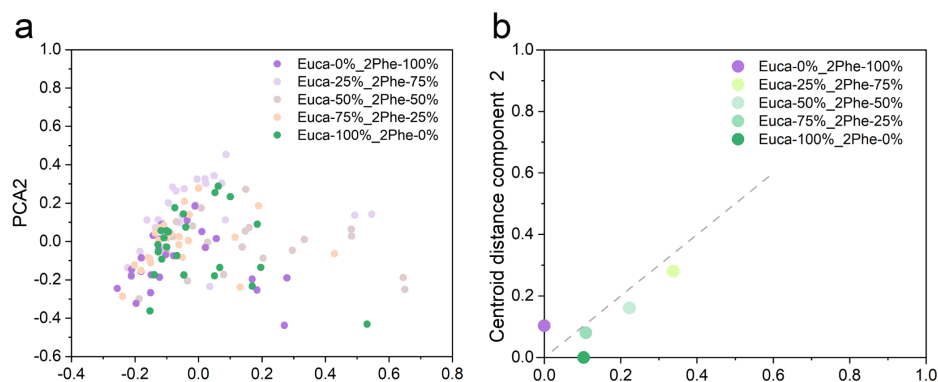 a
PCA2
1.0
0.8
0.6
0.4
0.2
0.0
-0.2
-0.4
-0.6
-0.4
-0.2
0.0
0.2
0.4
0.6
0.8
Euca-0%_2Phe-100%
Euca-25%_2Phe-75%
Euca-50%_2Phe-50%
Euca-75%_2Phe-25%
Euca-100%_2Phe-0%
b
Centroid distance component 2
1.0
0.8
0.6
0.4
0.2
0.0
0.0
0.2
0.4
0.6
0.8
1.0
Euca-0%_2Phe-100%
Euca-25%_2Phe-75%
Euca-50%_2Phe-50%
Euca-75%_2Phe-25%
Euca-100%_2Phe-0%